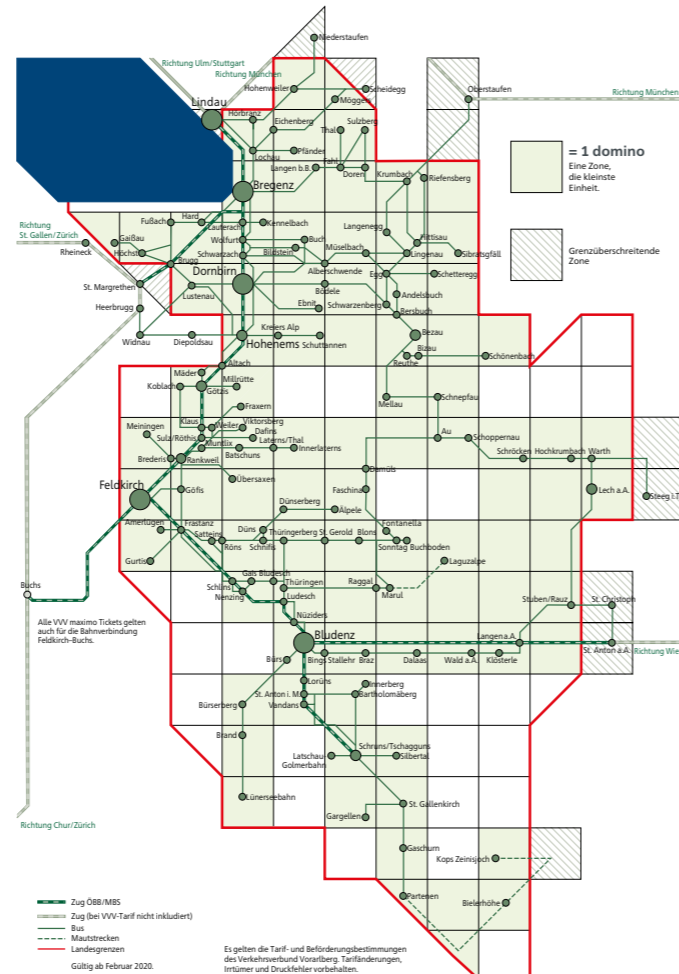 Niederstaufen
Richtung Ulm/Stuttgart
Richtung München
Hohenweiler
Scheidegg
Möggers
Oberstaufen
Richtung München
Lindau
Hörbranz
Eichenberg
Thal
Sulzberg
Lochau
Pfänder
Langen b.B.
Fahl
Doren
Krumbach
Riefensberg
= 1 domino
Eine Zone,
die kleinste
Einheit.
Bregenz
Richtung
St. Gallen/Zürich
Rheineck
Gaißau
Höchst
Fußach
Hard
Lauterach
Kennelbach
Wolfurt
Buch
Bildstein
Schwarzach
Langenegg
Müselbach
Hittisau
Lingenau
Sibratsgfäll
Grenzüberschreitende
Zone
Brugg
Dornbirn
Alberschwende
Egg
Schetteregg
St. Margrethen
Lustenau
Bödele
Andelsbuch
Heerbrugg
Ebnit
Schwarzenberg
Bersbuch
Widnau
Diepoldsau
Hohenems
Schuttannen
Bezau
Bizau
Reuthe
Schönenbach
Altach
Mäder
Koblach
Götzis
Millrütte
Mellau
Schnepfau
Fraxern
Klaus
Weiler
Viktorsberg
Meiningen
Sulz/Röthis
Dafins
Muntlix
Laterns/Thal
Batschuns
Innerlaterns
Au
Schoppernau
Schröcken
Hochkrumbach
Warth
Brederis
Rankweil
Übersaxen
Damüls
Faschina
Lech a.A.
Steeg i.T.
Feldkirch
Göfis
Dünserberg
Älpele
Amerlügen
Frastanz
Satteins
Düns
Röns
Schnifis
Thüringerberg
St. Gerold
Blons
Fontanella
Sonntag
Buchboden
Gurtis
Laguzalpe
Buchs
Schlins
Gais
Bludesch
Nenzing
Thüringen
Ludesch
Raggal
Marul
Alle VVV maximo Tickets gelten
auch für die Bahnverbindung
Feldkirch-Buchs.
Nüziders
Stuben/Rauz
St. Christoph
Bludenz
Langen a.A.
St. Anton a.A.
Bürs
Bings
Stallehr
Braz
Dalaas
Wald a.A.
Klösterle
Lorüns
Innerberg
St. Anton i. M.
Bartholomäberg
Bürserberg
Vandans
Brand
Latschau-
Golmerbahn
Schruns/Tschagguns
Silbertal
Lünerseebahn
St. Gallenkirch
Gargellen
Richtung Chur/Zürich
Gaschurn
Kops Zeinisjoch
Partenen
Bielerhöhe
Zug ÖBB/MBS
Zug (bei VVV-Tarif nicht inkludiert)
Bus
Mautstrecken
Landesgrenzen
Gültig ab Februar 2020.
Es gelten die Tarif- und Beförderungsbestimmungen
des Verkehrsverbund Vorarlberg. Tarifänderungen,
Irrtümer und Druckfehler vorbehalten.